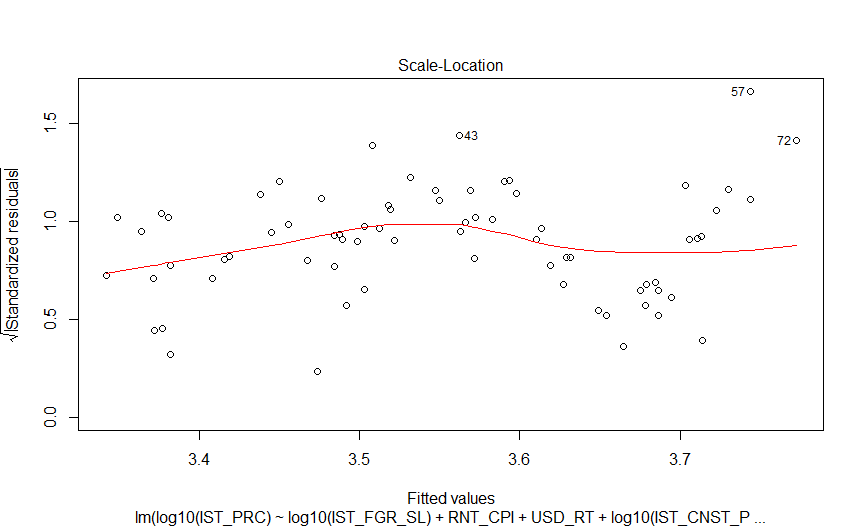 Scale-Location
57
72
43
1.5
1.0
0.5
0.0
√|Standardized residuals|
3.4 3.5 3.6 3.7
Fitted values
lm(log10(IST_PRC) ~ log10(IST_FGR_SL) + RNT_CPI + USD_RT + log10(IST_CNST_P ...